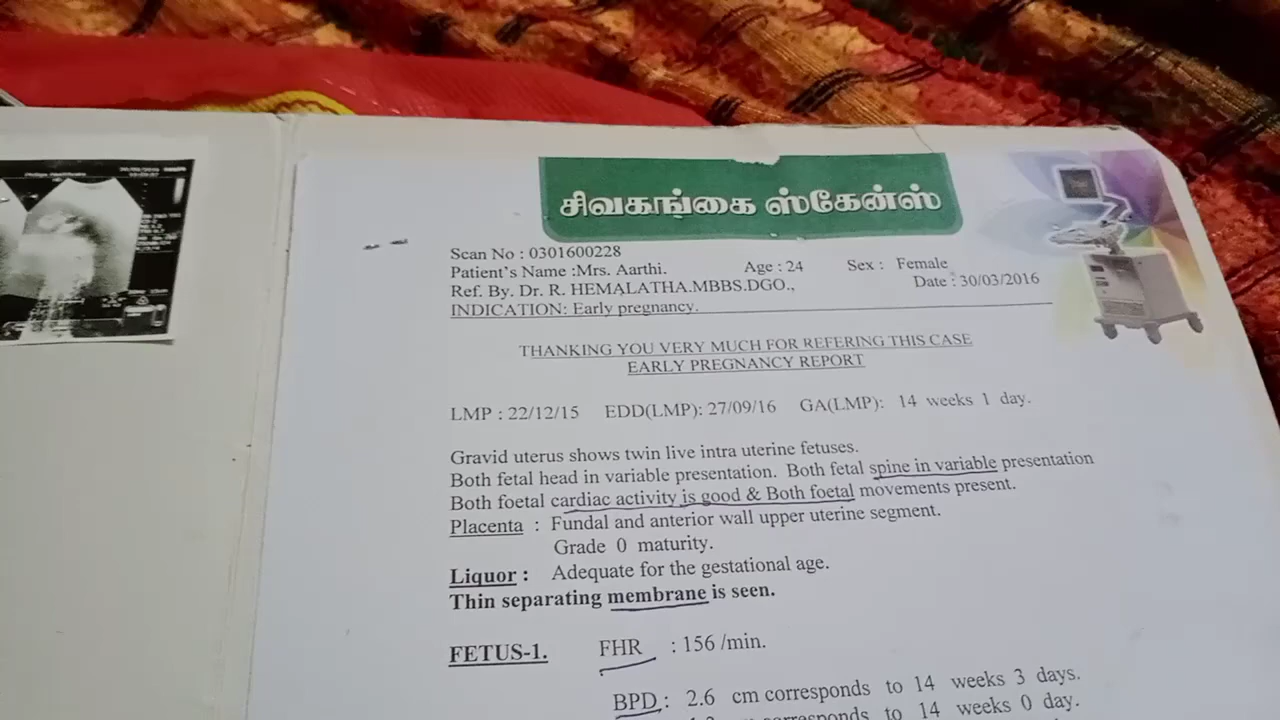 சிவகங்கை ஸ்கேன்ஸ்
Scan No : 0301600228
Patient's Name :Mrs. Aarthi. Age : 24 Sex : Female
Ref. By. Dr. R. HEMALATHA.MBBS.DGO., Date : 30/03/2016
INDICATION: Early pregnancy.
THANKING YOU VERY MUCH FOR REFERING THIS CASE
EARLY PREGNANCY REPORT
LMP : 22/12/15 EDD(LMP): 27/09/16 GA(LMP): 14 weeks 1 day.
Gravid uterus shows twin live intra uterine fetuses.
Both fetal head in variable presentation. Both fetal spine in variable presentation
Both foetal cardiac activity is good & Both foetal movements present.
Placenta : Fundal and anterior wall upper uterine segment.
Grade 0 maturity.
Liquor : Adequate for the gestational age.
Thin separating membrane is seen.
FETUS-1. FHR : 156 /min.
BPD : 2.6 cm corresponds to 14 weeks 3 days.
corresponds to 14 weeks 0 day.